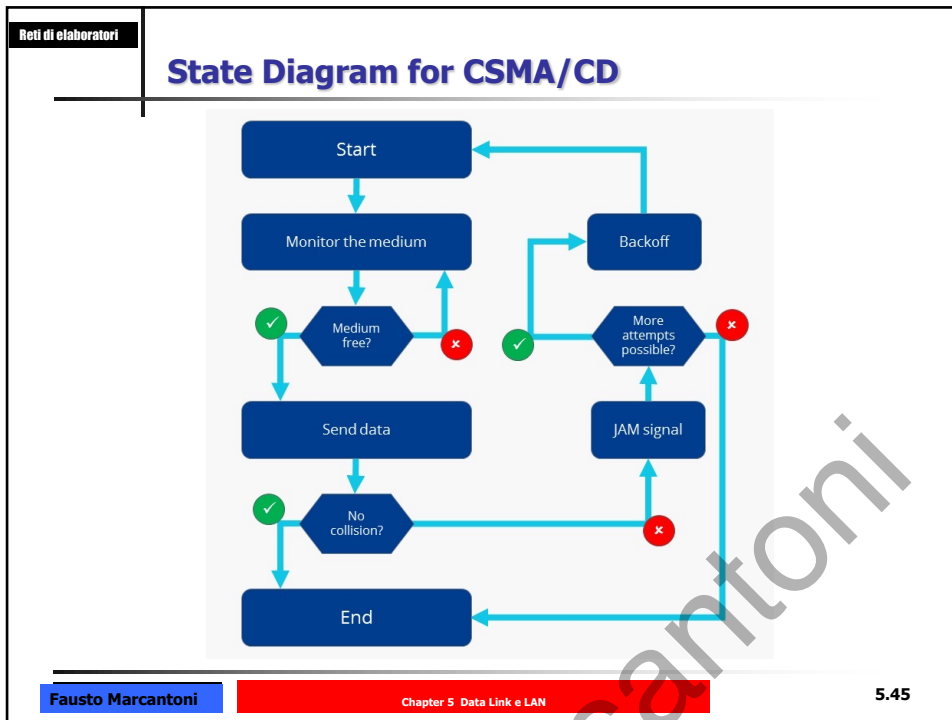 Reti di elaboratori
State Diagram for CSMA/CD
Start
Monitor the medium
Medium
free?
Send data
No
collision?
End
Backoff
More
attempts
possible?
JAM signal
Fausto Marcantoni
Chapter 5 Data Link e LAN
5.45
cantoni